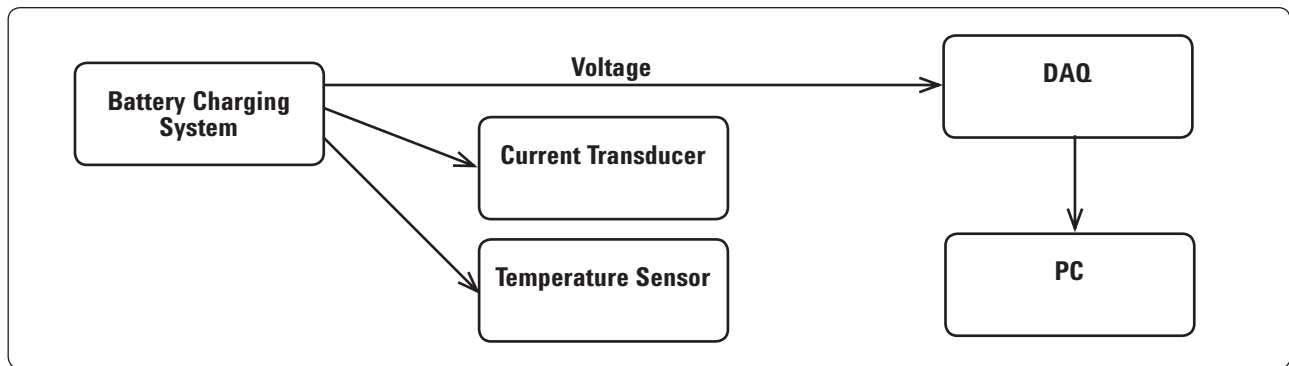 Voltage
DAQ
Battery Charging
System
Current Transducer
Temperature Sensor
PC